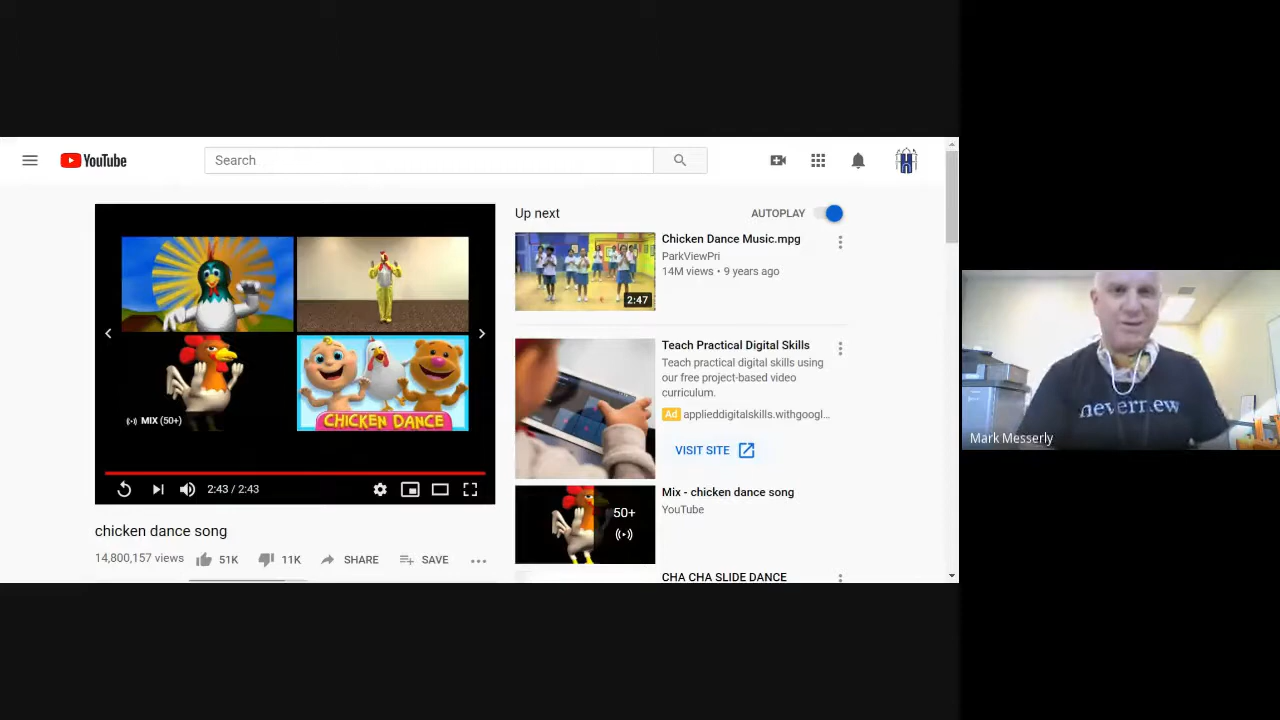 YouTube
Search
Up next
AUTOPLAY
Chicken Dance Music.mpg
ParkViewPri
14M views • 9 years ago
2:47
Teach Practical Digital Skills
Teach practical digital skills using
our free project-based video
curriculum.
Ad applieddigitalskills.withgoogl...
VISIT SITE
MIX (50+)
CHICKEN DANCE
2:43 / 2:43
50+
Mix - chicken dance song
YouTube
chicken dance song
14,800,157 views
51K
11K
SHARE
SAVE
CHA CHA SLIDE DANCE
Mark Messerly